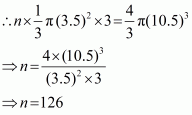 ∴ n × 1/3 π (3.5)² × 3 = 4/3 π (10.5)³
⇒ n = 4 × (10.5)³ / (3.5)² × 3
⇒ n = 126